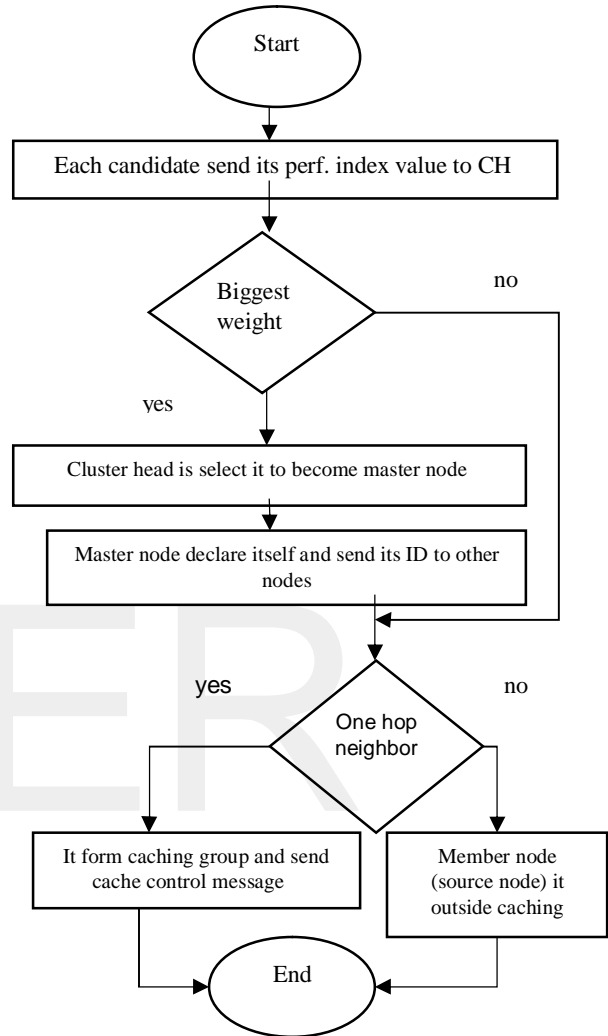 Start
Each candidate send its perf. index value to CH
Biggest
weight
no
yes
Cluster head is select it to become master node
Master node declare itself and send its ID to other
nodes
yes
no
One hop
neighbor
It form caching group and send
cache control message
Member node
(source node) it
outside caching
End
ER